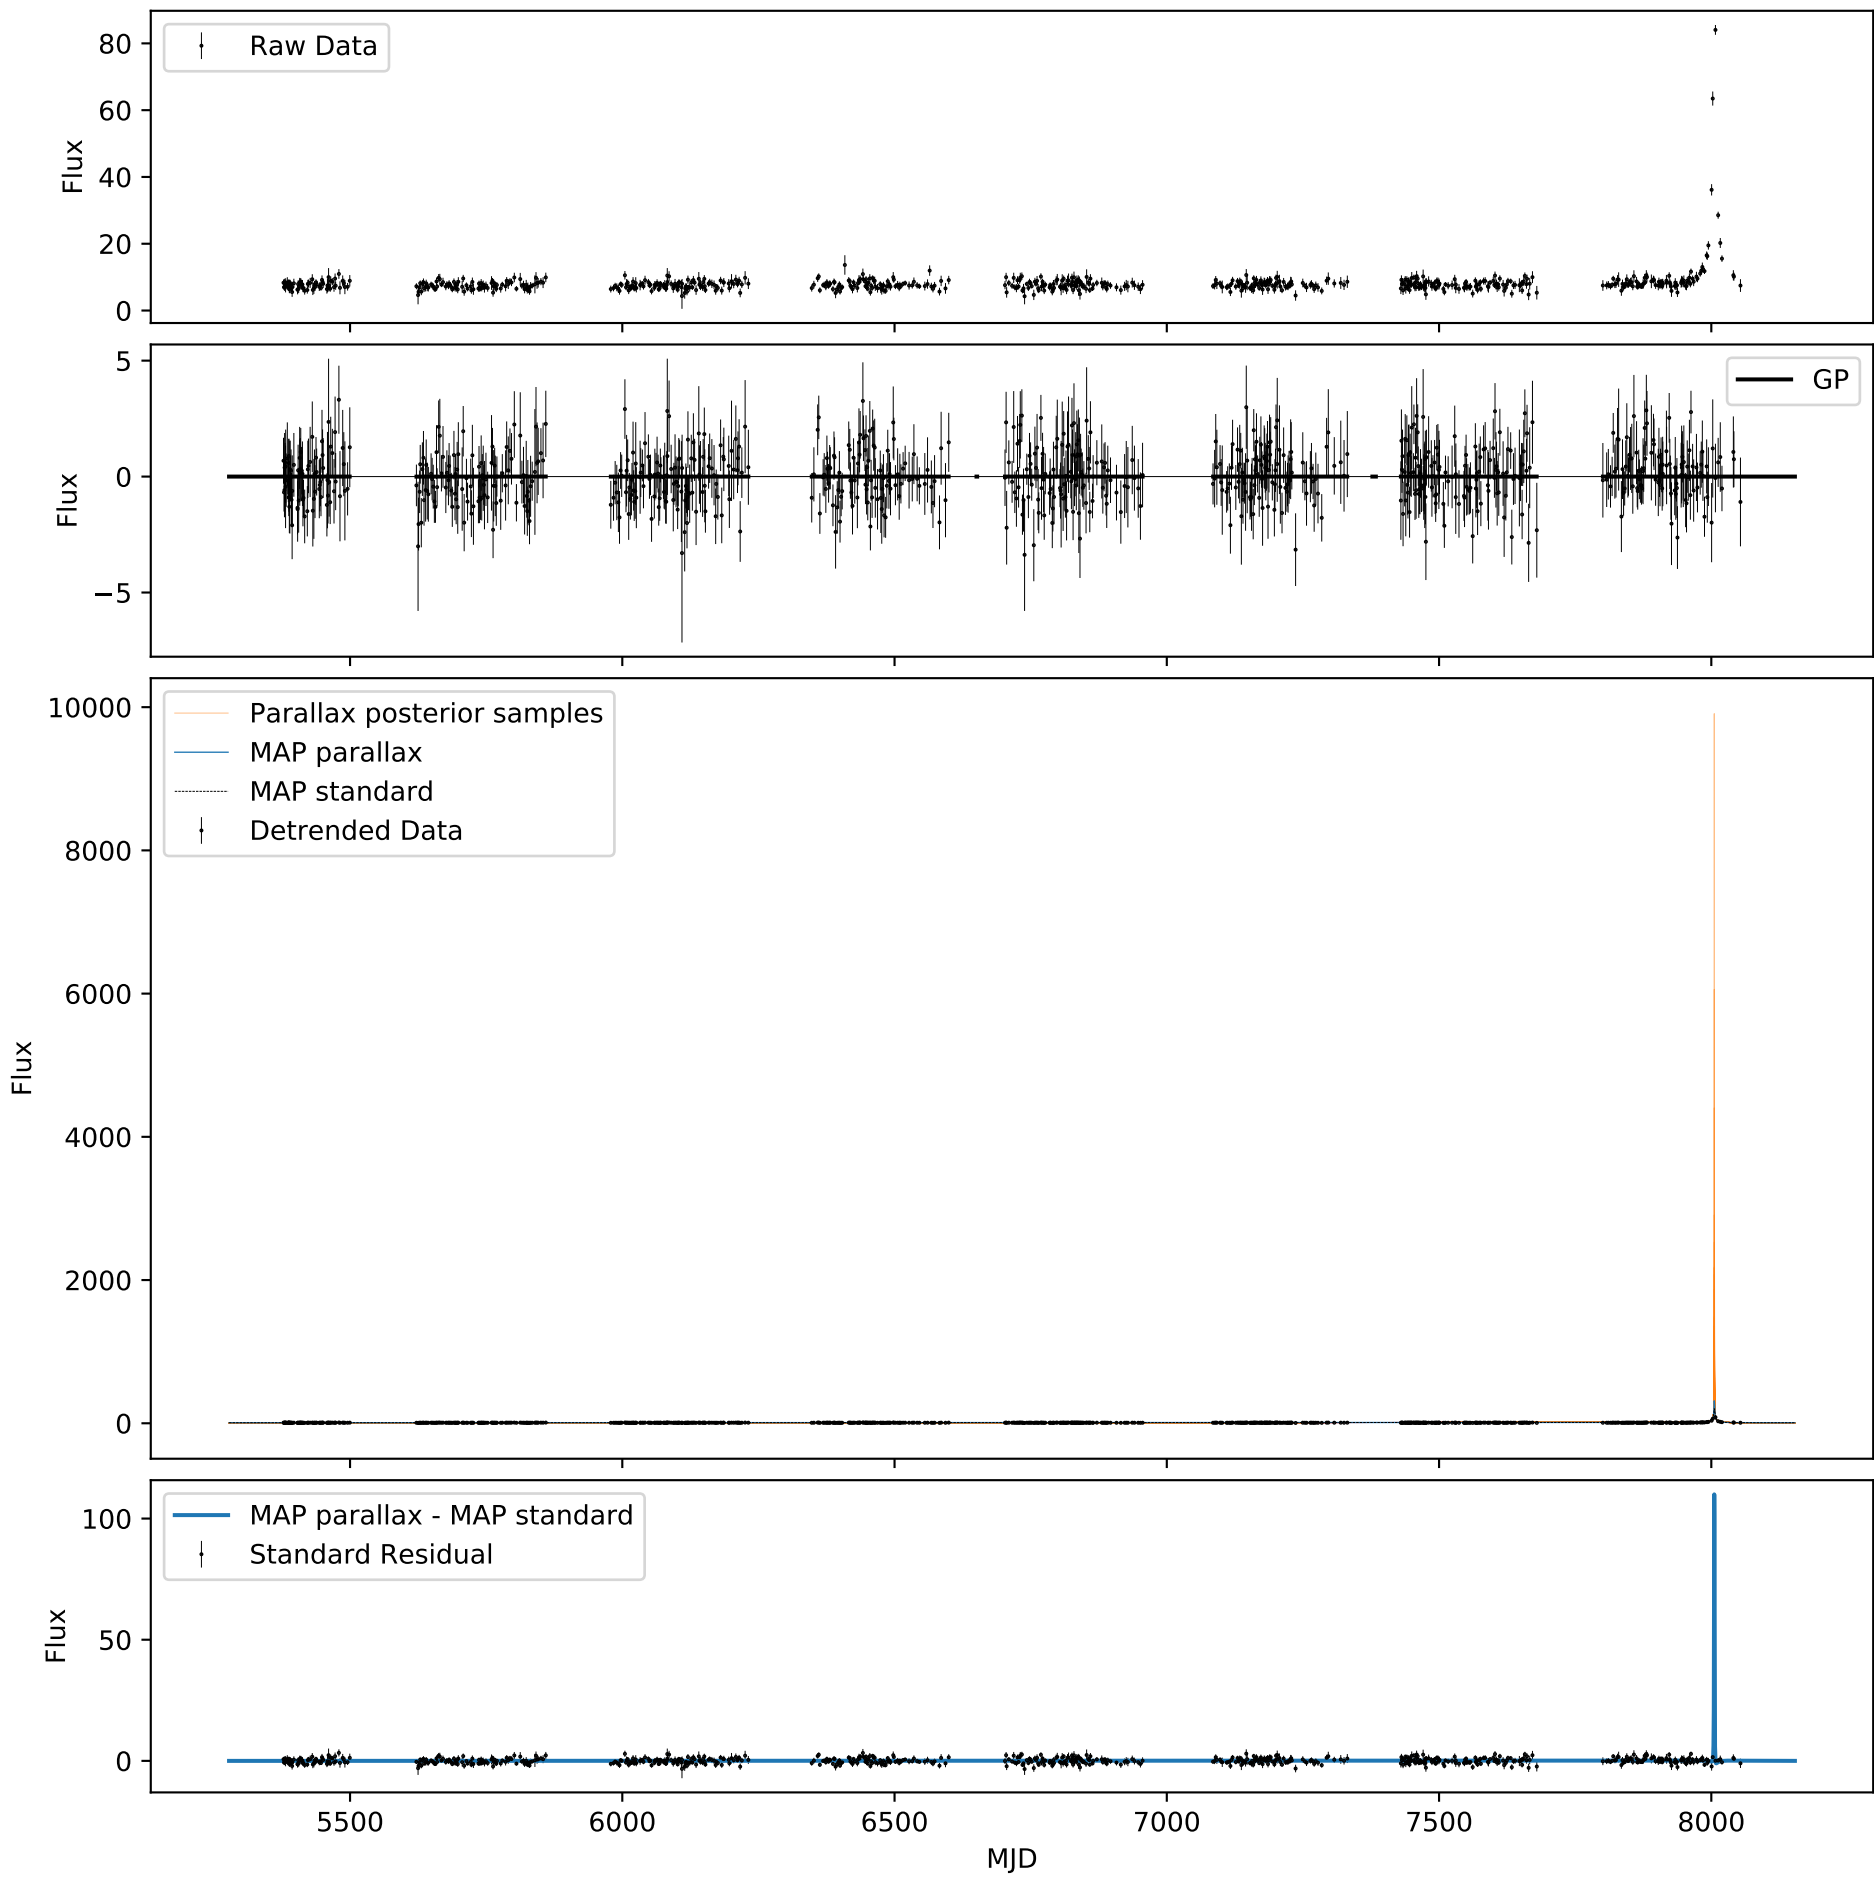 Raw Data
80
60
40
20
0
Flux
GP
5
0
−5
Flux
Parallax posterior samples
MAP parallax
MAP standard
Detrended Data
10000
8000
6000
4000
2000
0
Flux
MAP parallax - MAP standard
Standard Residual
100
50
0
Flux
5500 6000 6500 7000 7500 8000
MJD